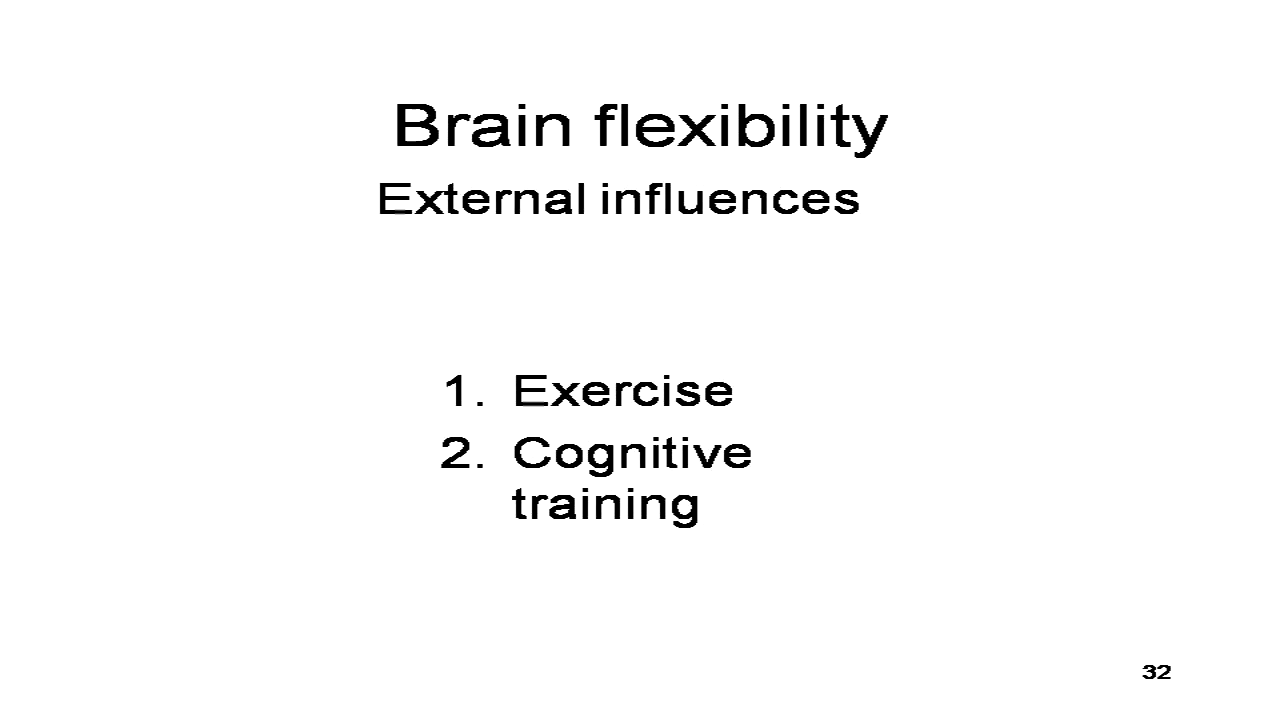 Brain flexibility
External influences
1. Exercise
2. Cognitive
training
32